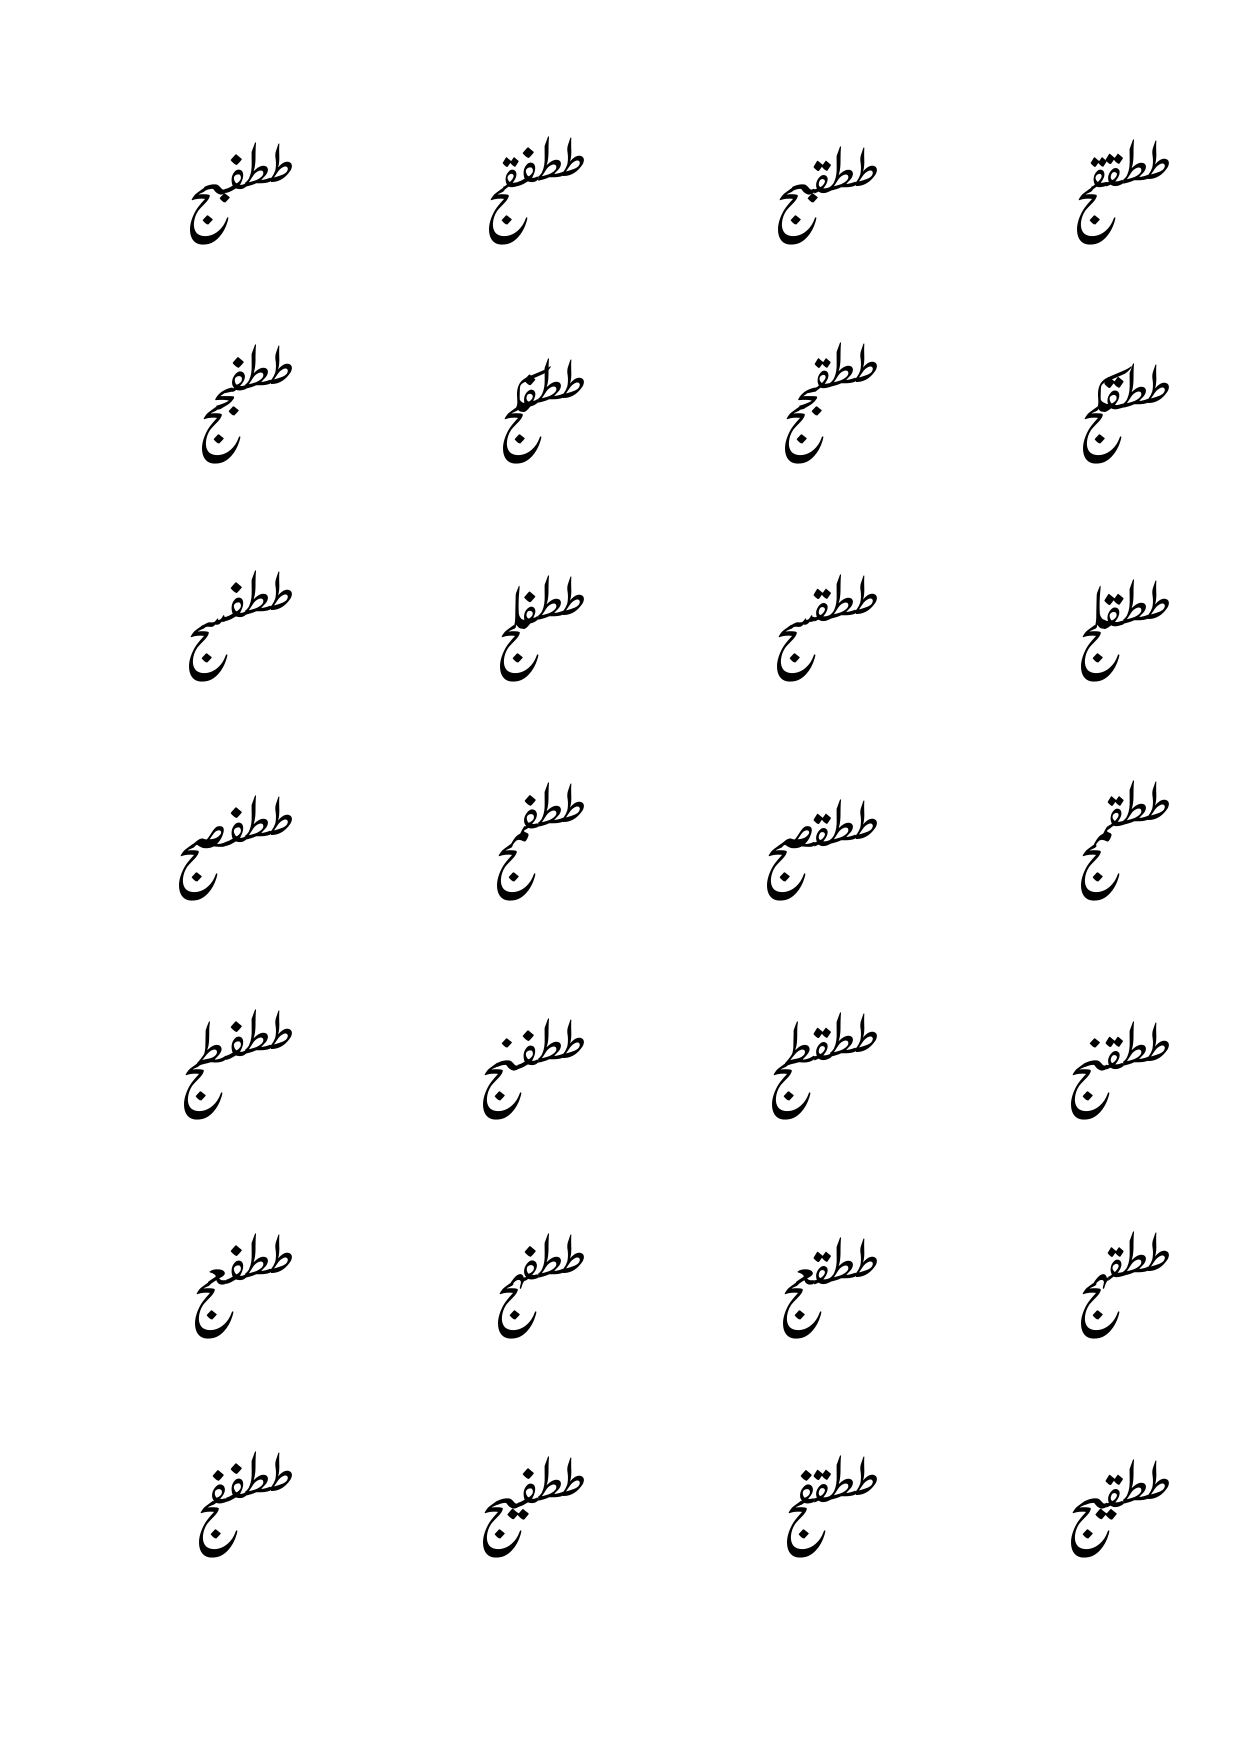 ططققج ططقبج ططفقج ططفبج
ططقكج ططقجج ططفكج ططفجج
ططقلج ططقسج ططفلج ططفسج
ططقمج ططقصج ططفمج ططفصج
ططقنج ططقطج ططفنج ططفطج
ططقهج ططقعج ططفهج ططفعج
ططقيج ططقفج ططفيج ططففج